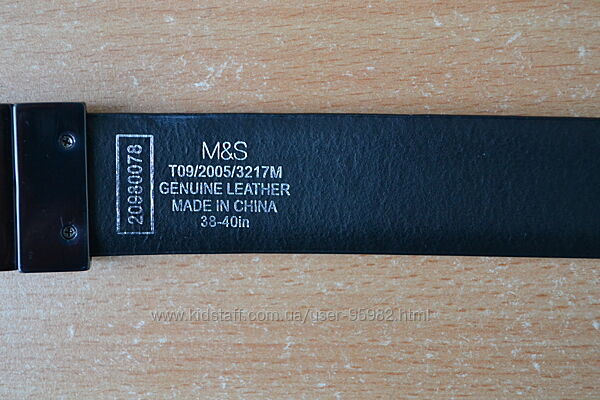 20980078
M&S
T09/2005/3217M
GENUINE LEATHER
MADE IN CHINA
38-40in
www.kidstaff.com.ua/user-95982.html